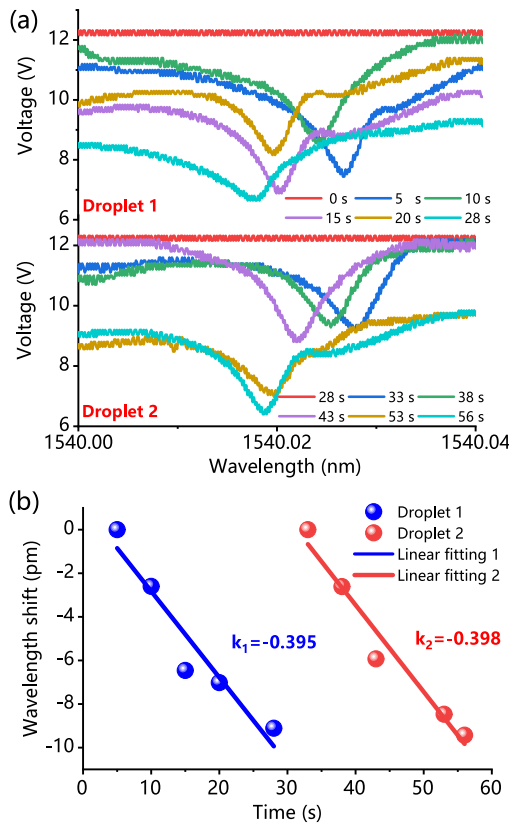 (a)
12
10
8
6
Voltage (V)
Droplet 1
0 s 5 s 10 s
15 s 20 s 28 s
12
10
8
6
Voltage (V)
Droplet 2
28 s 33 s 38 s
43 s 53 s 56 s
1540.00 1540.02 1540.04
Wavelength (nm)
(b)
0
-2
-4
-6
-8
-10
Wavelength shift (pm)
Droplet 1
Droplet 2
Linear fitting 1
Linear fitting 2
k₁=-0.395
k₂=-0.398
0 10 20 30 40 50 60
Time (s)